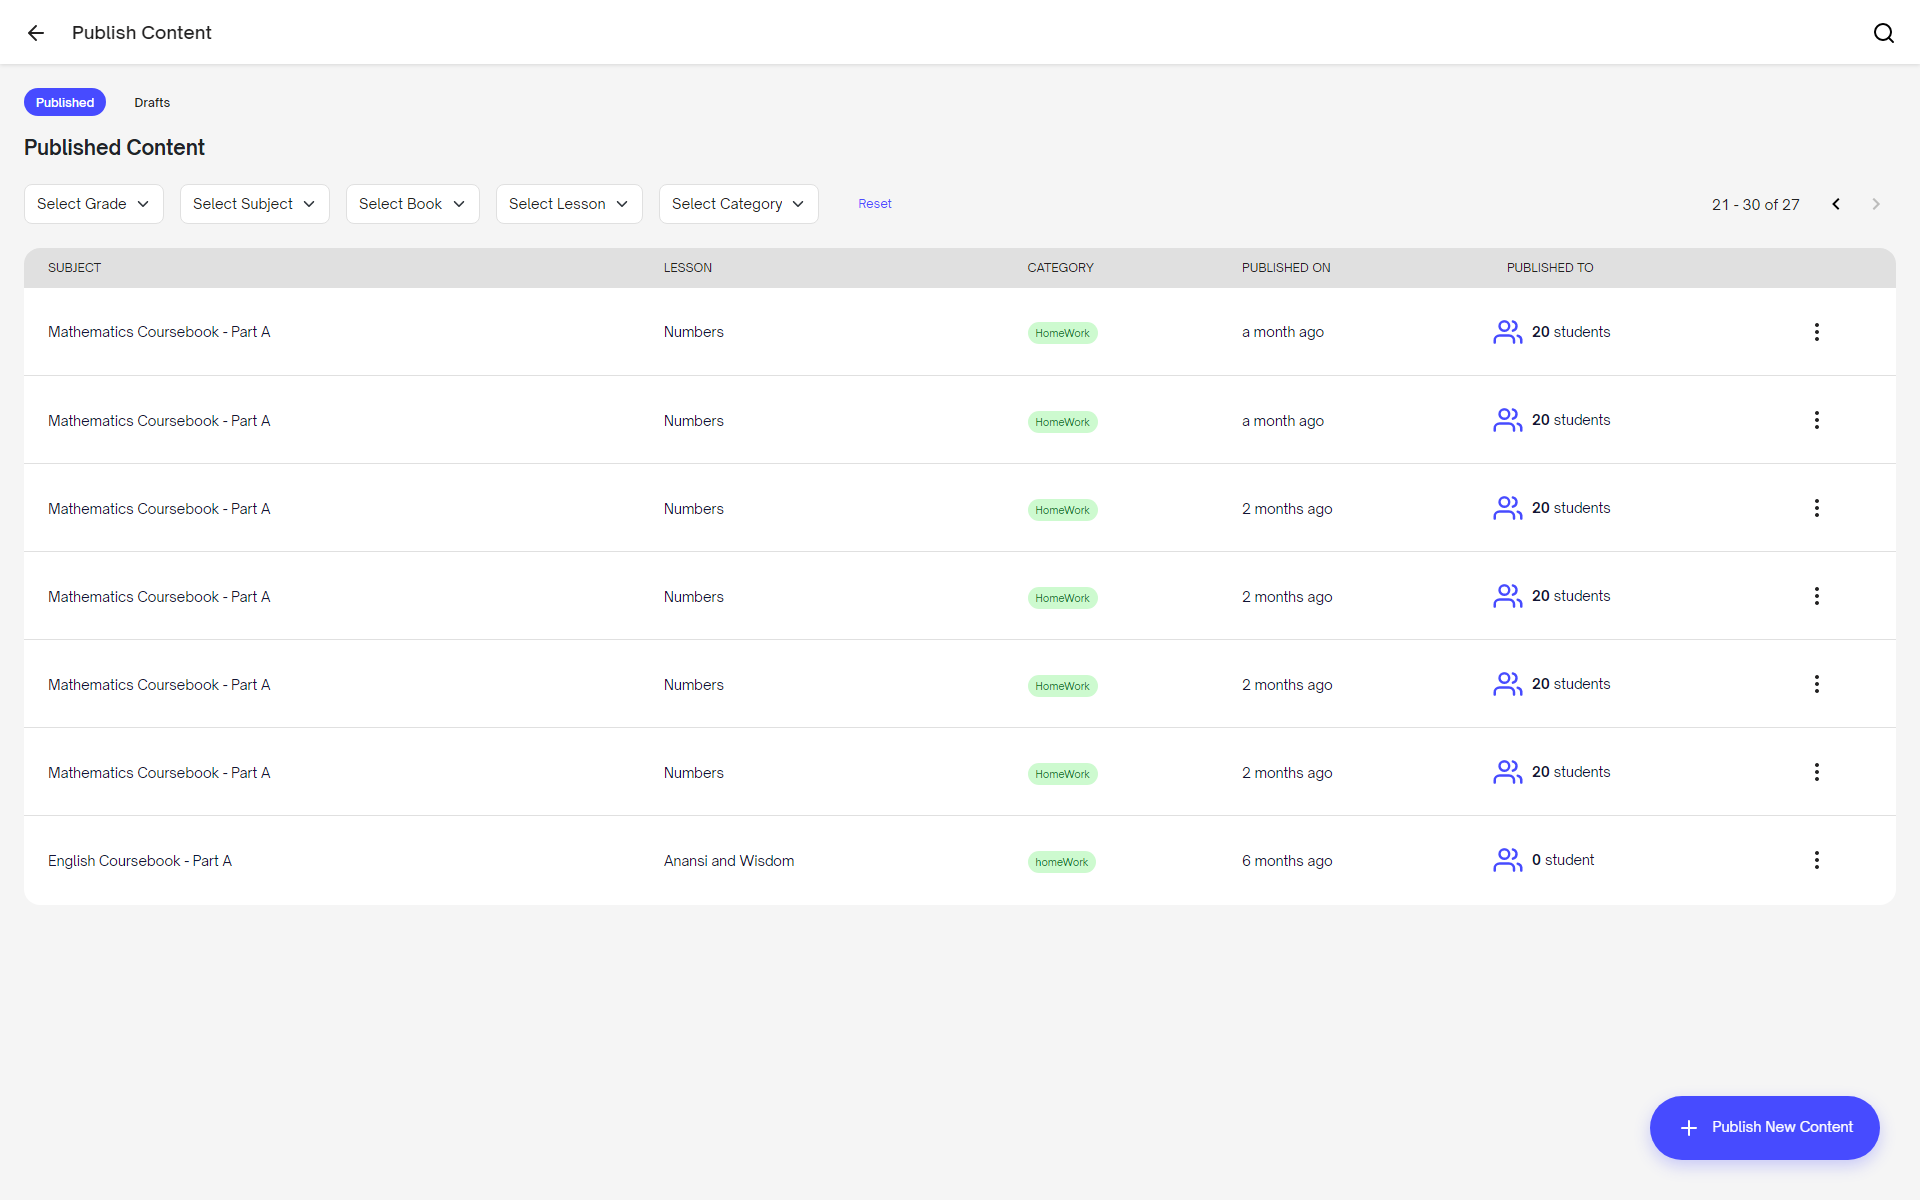 Publish Content
Published Drafts
Published Content
Select Grade Select Subject Select Book Select Lesson Select Category Reset 21 - 30 of 27
SUBJECT LESSON CATEGORY PUBLISHED ON PUBLISHED TO
Mathematics Coursebook - Part A Numbers HomeWork a month ago 20 students
Mathematics Coursebook - Part A Numbers HomeWork a month ago 20 students
Mathematics Coursebook - Part A Numbers HomeWork 2 months ago 20 students
Mathematics Coursebook - Part A Numbers HomeWork 2 months ago 20 students
Mathematics Coursebook - Part A Numbers HomeWork 2 months ago 20 students
Mathematics Coursebook - Part A Numbers HomeWork 2 months ago 20 students
English Coursebook - Part A Anansi and Wisdom homeWork 6 months ago 0 student
Publish New Content